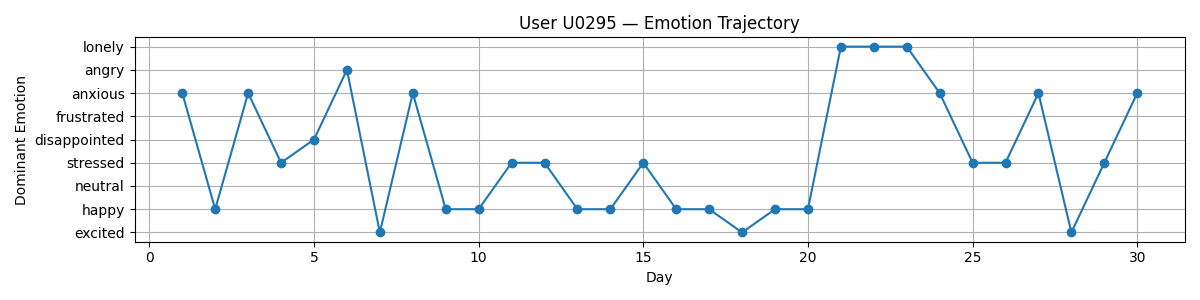 User U0295 — Emotion Trajectory
Dominant Emotion
lonely
angry
anxious
frustrated
disappointed
stressed
neutral
happy
excited
0 5 10 15 20 25 30
Day